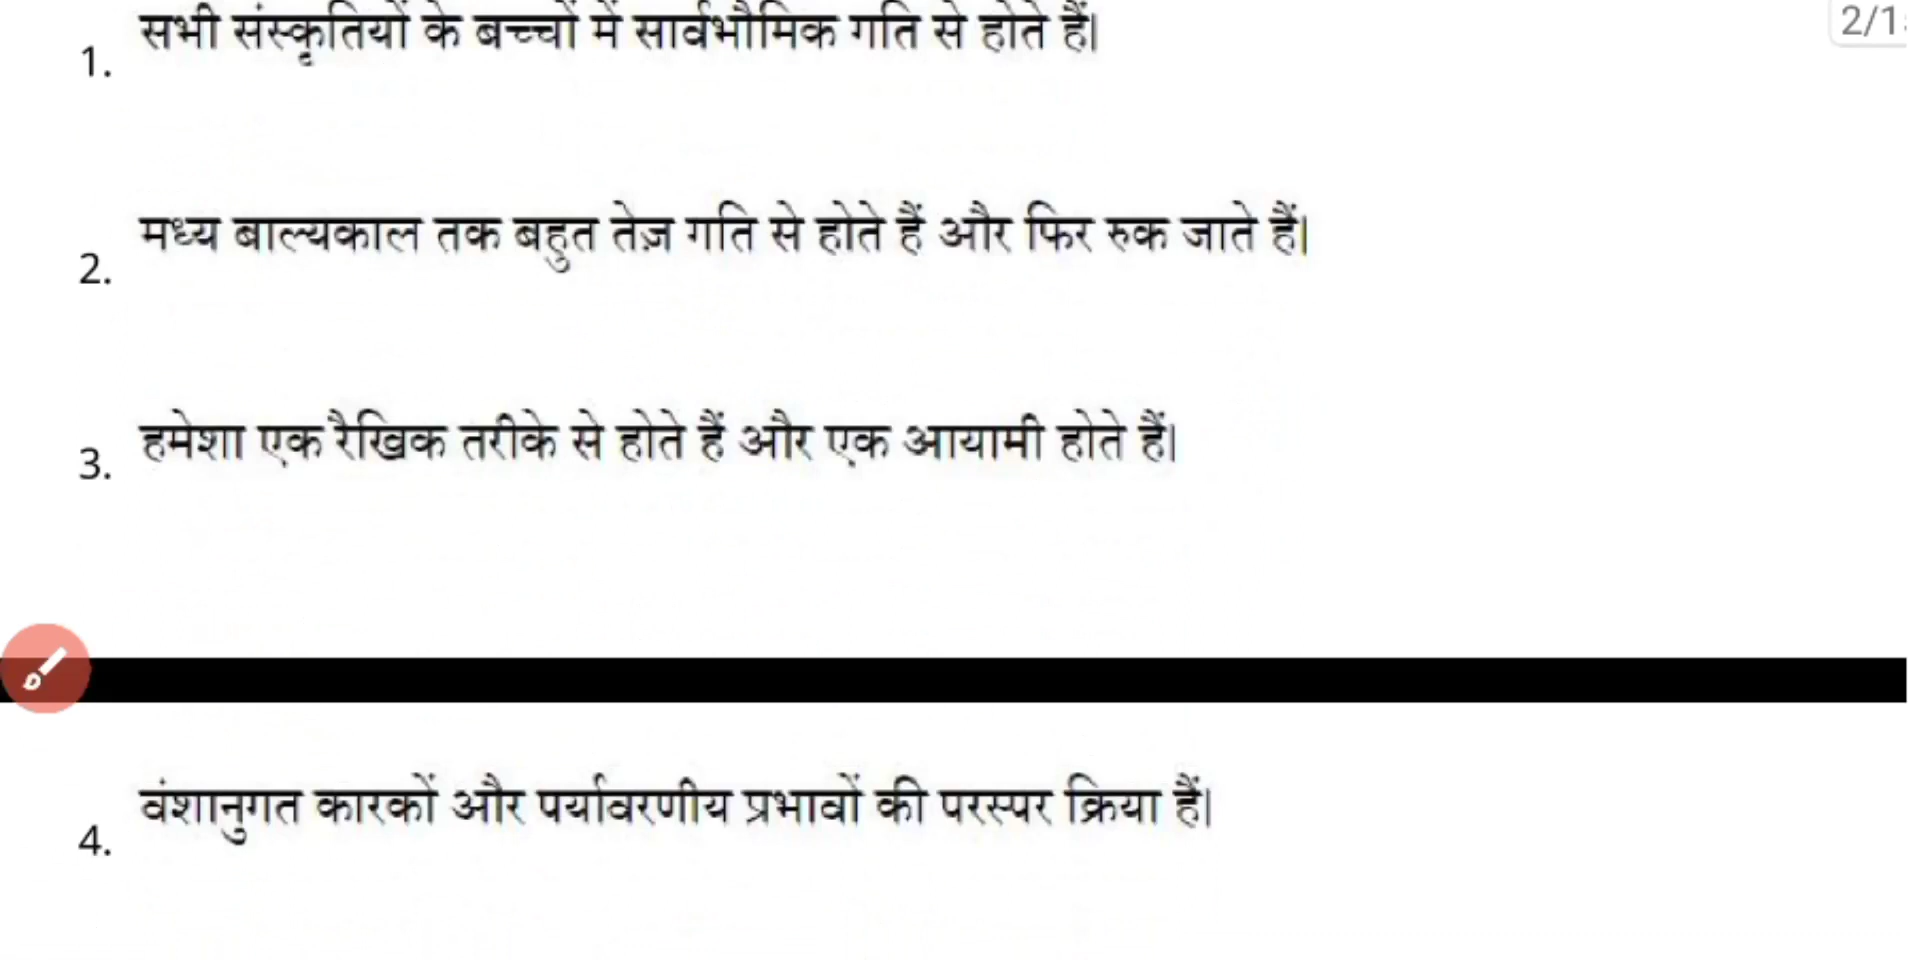 2/1
1. सभी संस्कृतियों के बच्चों में सार्वभौमिक गति से होते हैं|
2. मध्य बाल्यकाल तक बहुत तेज़ गति से होते हैं और फिर रुक जाते हैं|
3. हमेशा एक रैखिक तरीके से होते हैं और एक आयामी होते हैं|
4. वंशानुगत कारकों और पर्यावरणीय प्रभावों की परस्पर क्रिया हैं|